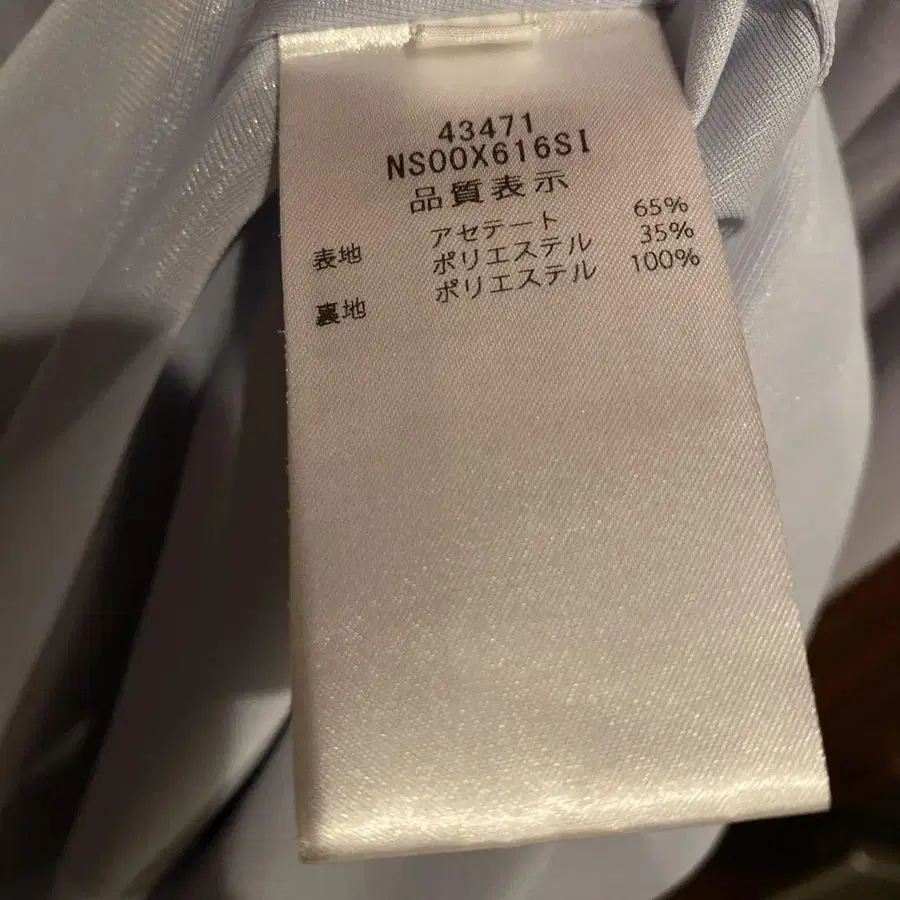 43471
NS00X616SI
品質表示
表地 アセテート 65%
ポリエステル 35%
裏地 ポリエステル 100%